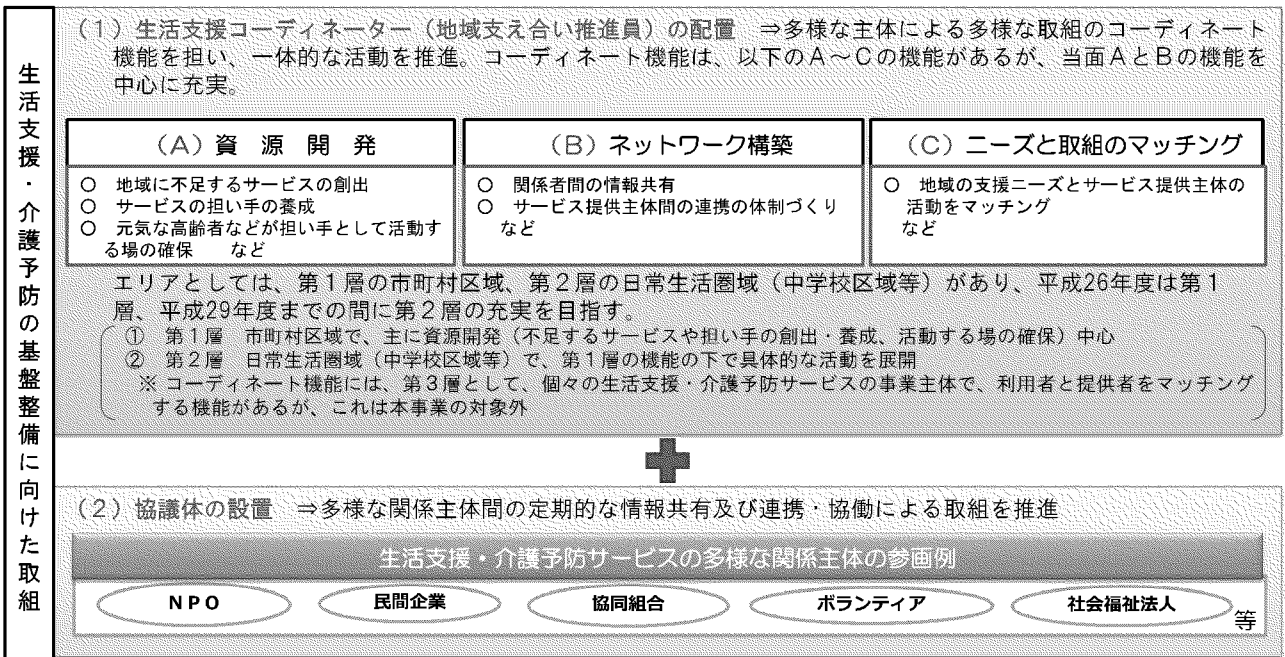 生活支援・介護予防の基盤整備に向けた取組
（１）生活支援コーディネーター（地域支え合い推進員）の配置　⇒多様な主体による多様な取組のコーディネート
機能を担い、一体的な活動を推進。コーディネート機能は、以下のＡ～Ｃの機能があるが、当面ＡとＢの機能を
中心に充実。
（Ａ）資　源　開　発
○　地域に不足するサービスの創出
○　サービスの担い手の養成
○　元気な高齢者などが担い手として活動す
る場の確保　　など
（Ｂ）ネットワーク構築
○　関係者間の情報共有
○　サービス提供主体間の連携の体制づくり
など
（Ｃ）ニーズと取組のマッチング
○　地域の支援ニーズとサービス提供主体の
活動をマッチング
など
エリアとしては、第１層の市町村区域、第２層の日常生活圏域（中学校区域等）があり、平成26年度は第１
層、平成29年度までの間に第２層の充実を目指す。
①　第１層　市町村区域で、主に資源開発（不足するサービスや担い手の創出・養成、活動する場の確保）中心
②　第２層　日常生活圏域（中学校区域等）で、第１層の機能の下で具体的な活動を展開
※ コーディネート機能には、第３層として、個々の生活支援・介護予防サービスの事業主体で、利用者と提供者をマッチング
する機能があるが、これは本事業の対象外
（２）協議体の設置　⇒多様な関係主体間の定期的な情報共有及び連携・協働による取組を推進
生活支援・介護予防サービスの多様な関係主体の参画例
ＮＰＯ　民間企業　協同組合　ボランティア　社会福祉法人　等